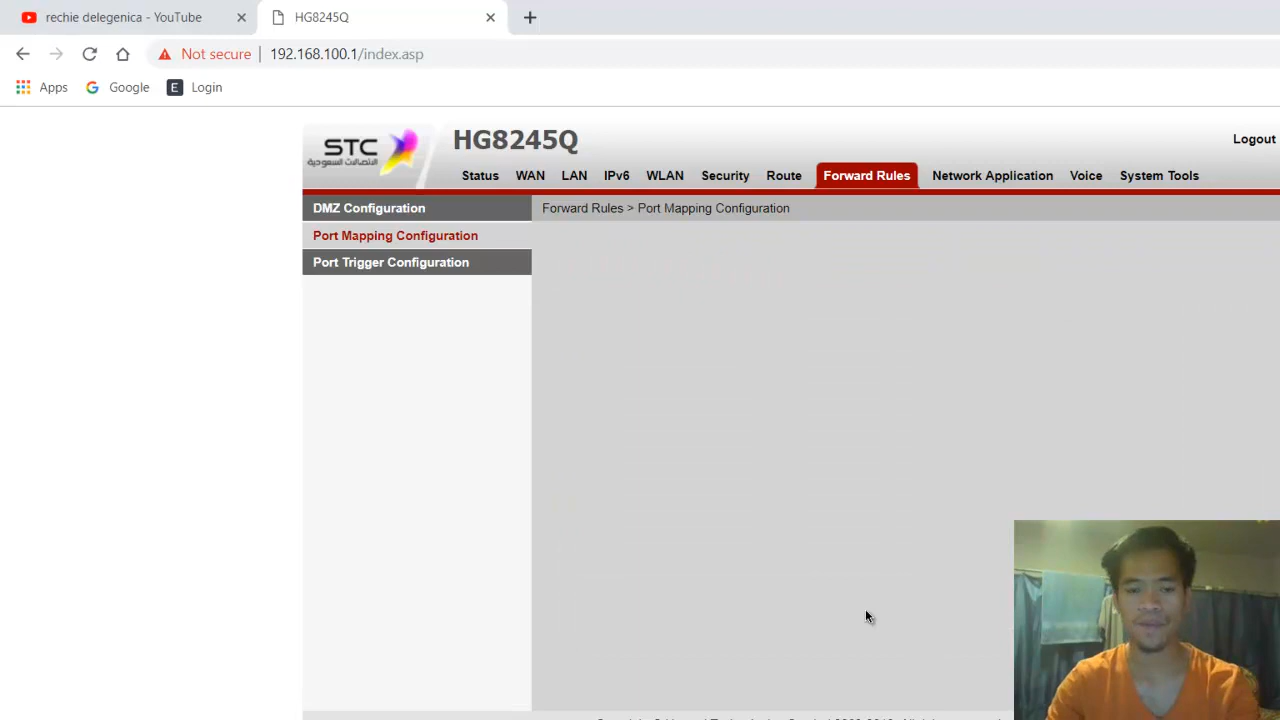 rechie delegenica - YouTube
HG8245Q
Not secure
192.168.100.1/index.asp
Apps
Google
E
Login
STC
الاتصالات السعودية
HG8245Q
Logout
Status
WAN
LAN
IPv6
WLAN
Security
Route
Forward Rules
Network Application
Voice
System Tools
DMZ Configuration
Port Mapping Configuration
Port Trigger Configuration
Forward Rules > Port Mapping Configuration